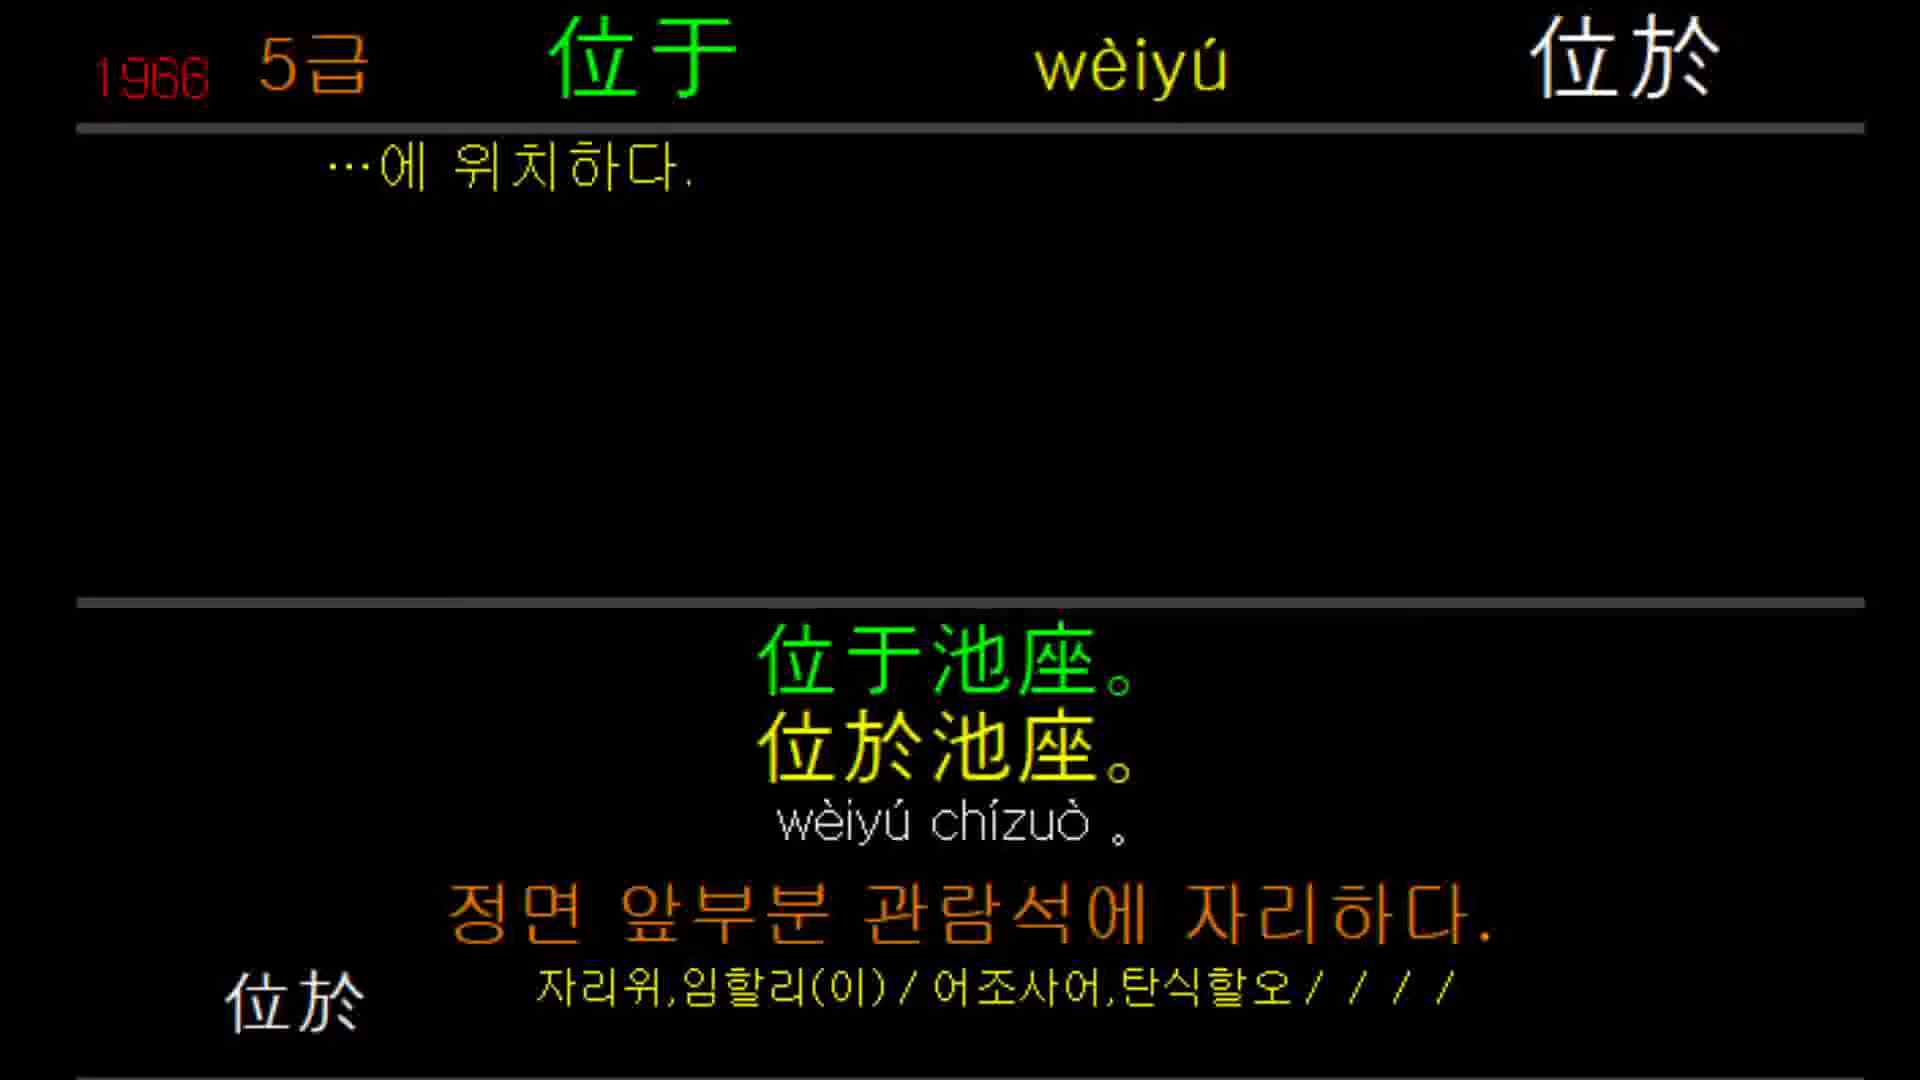 1966 5급 位于 wèiyú 位於
…에 위치하다.
位于池座。
位於池座。
wèiyú chízuò 。
정면 앞부분 관람석에 자리하다.
位於 자리위,임할리(이) / 어조사어,탄식할오 / / / /